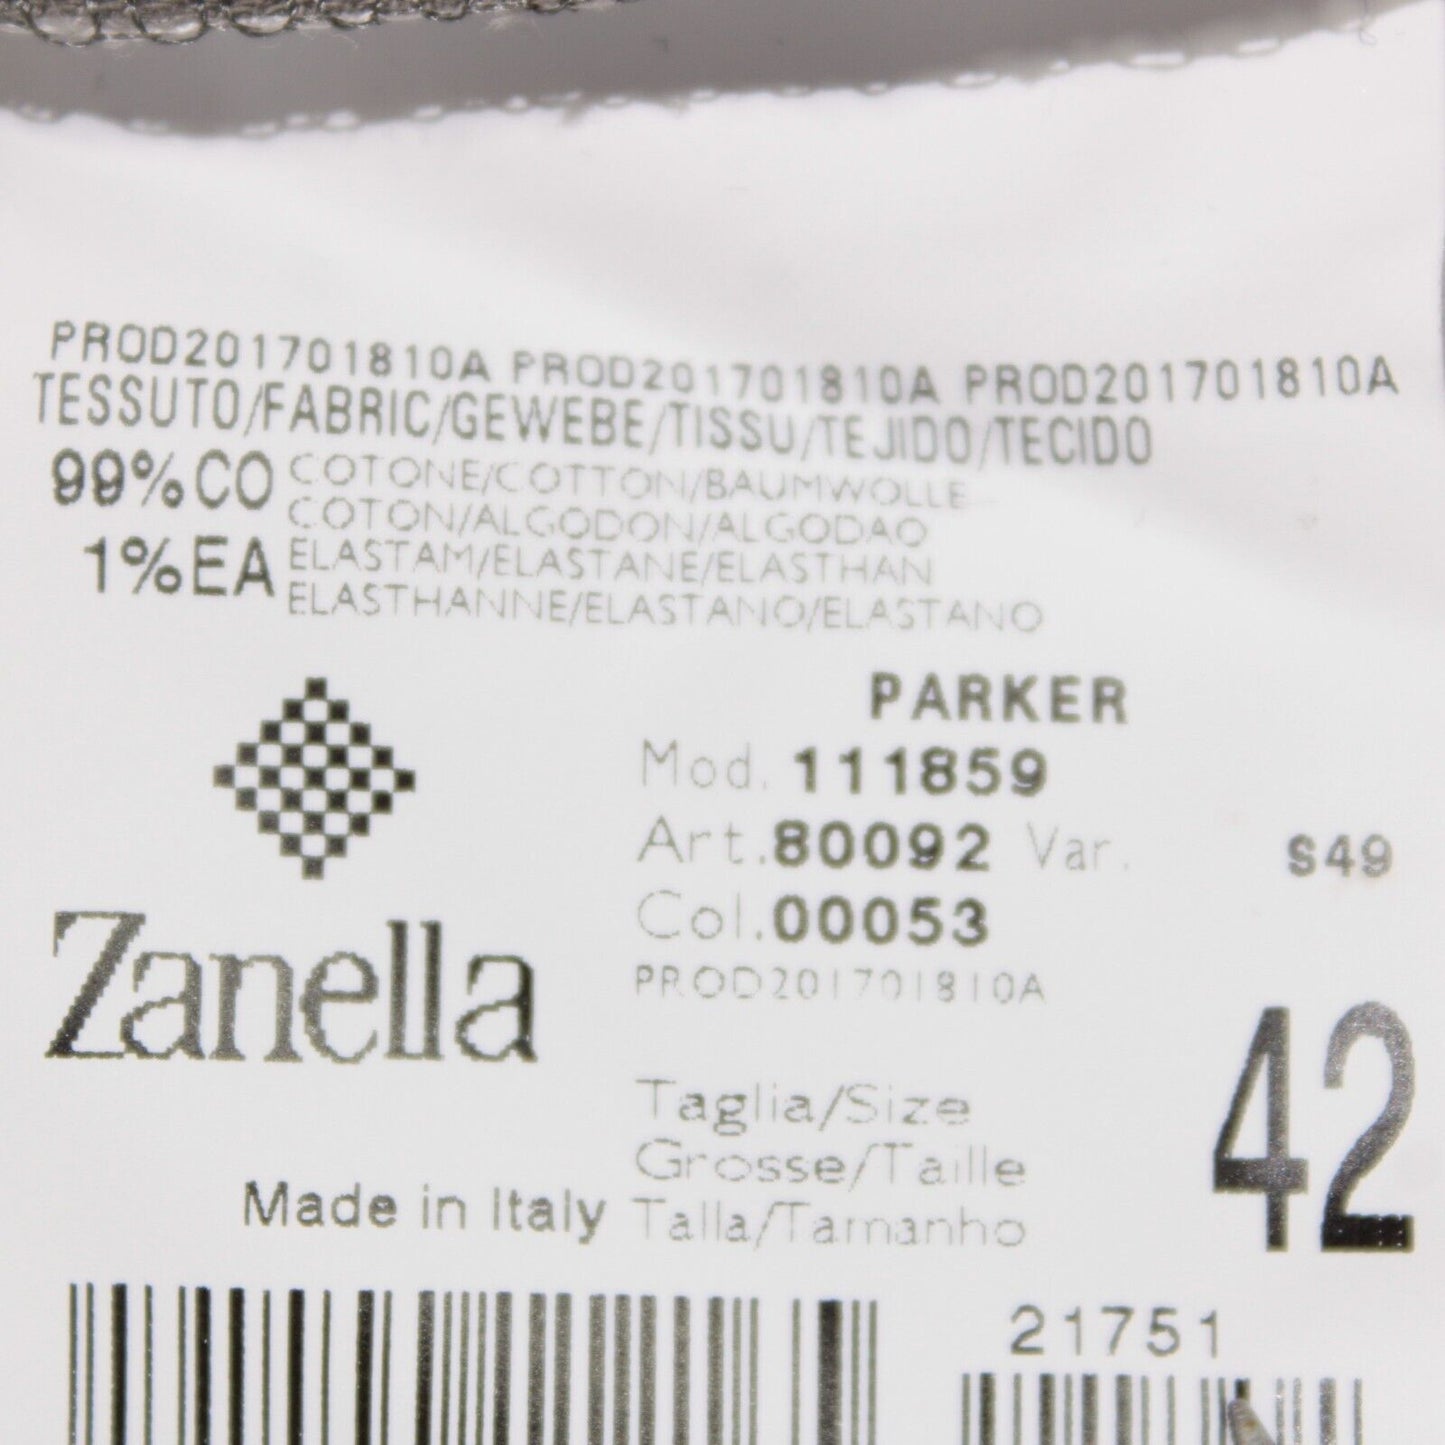 PROD201701810A PROD201701810A PROD201701810A
TESSUTO/FABRIC/GEWEBE/TISSU/TEJIDO/TECIDO
99%CO COTONE/COTTON/BAUMWOLLE
COTON/ALGODON/ALGODAO
1%EA ELASTAM/ELASTANE/ELASTHAN
ELASTHANNE/ELASTANO/ELASTANO
PARKER
Mod. 111859
Art.80092 Var. S49
Col.00053
PROD201701810A
Zanella
Taglia/Size
Grosse/Taille
Talla/Tamanho
42
Made in Italy
21751